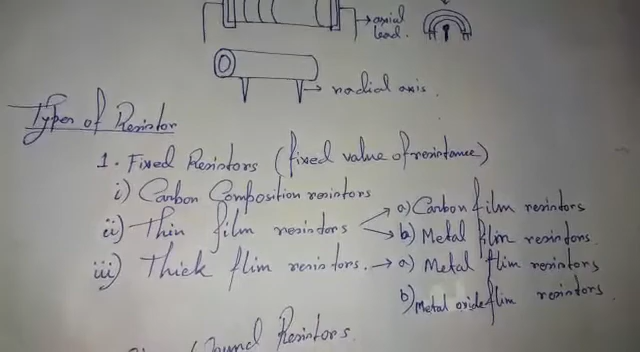 axial
lead.
radial axis.
Types of Resistor
1. Fixed Resistors (fixed value of resistance)
i) Carbon Composition resistors
ii) Thin film resistors
a) Carbon film resistors
b) Metal film resistors.
iii) Thick flim resistors.
a) Metal flim resistors
b) Metal oxide flim resistors
Wound Resistors.